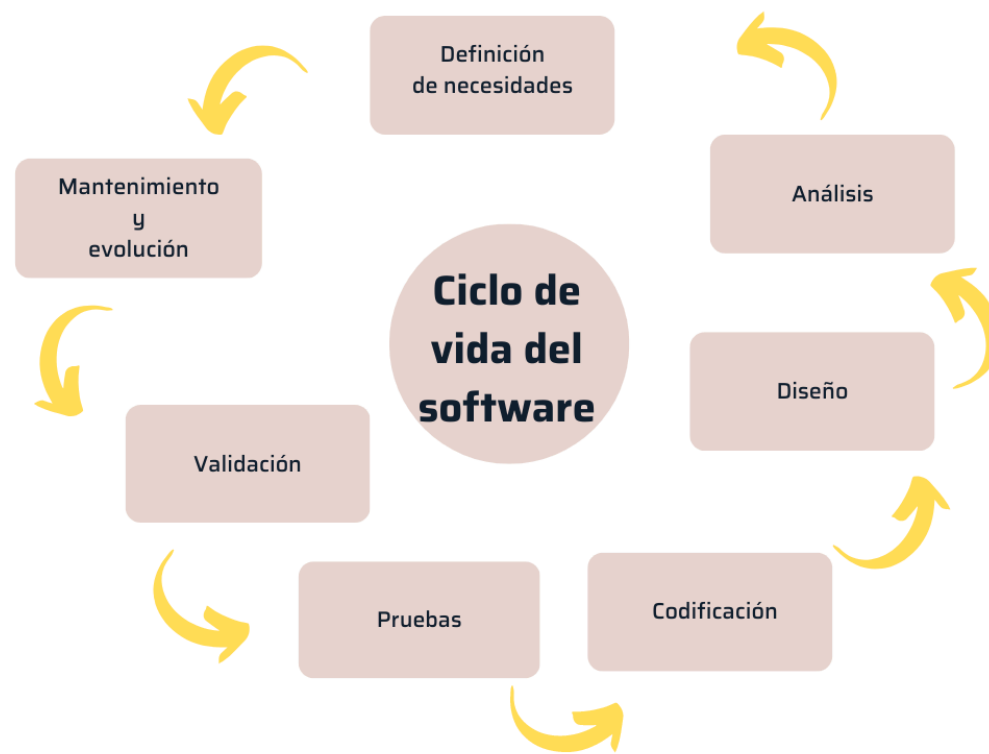 Definición
de necesidades
Análisis
Mantenimiento
y
evolución
Ciclo de
vida del
software
Diseño
Validación
Codificación
Pruebas